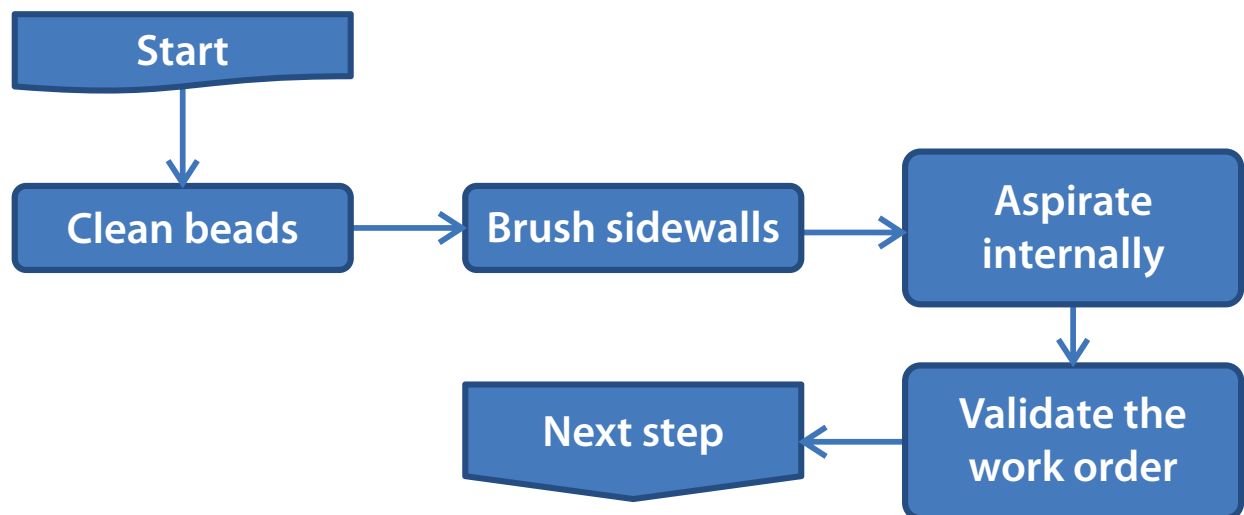 Start
Clean beads
Brush sidewalls
Aspirate
internally
Validate the
work order
Next step